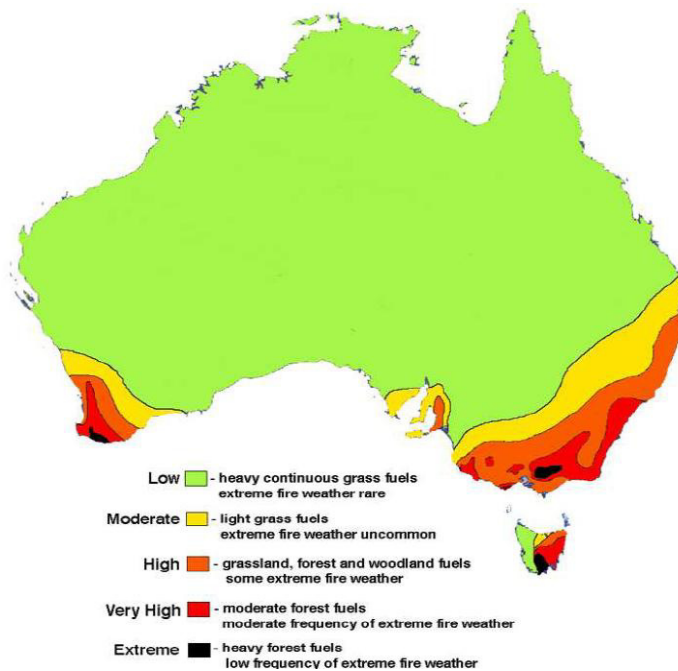 Low - heavy continuous grass fuels
extreme fire weather rare
Moderate - light grass fuels
extreme fire weather uncommon
High - grassland, forest and woodland fuels
some extreme fire weather
Very High - moderate forest fuels
moderate frequency of extreme fire weather
Extreme - heavy forest fuels
low frequency of extreme fire weather